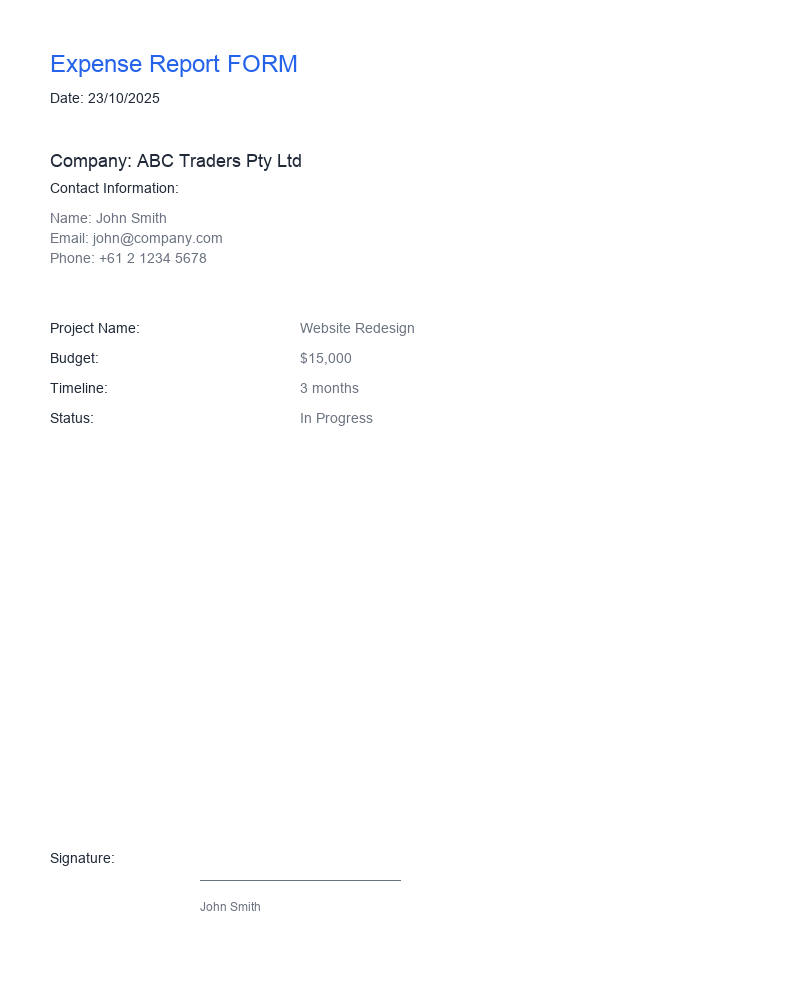 Expense Report FORM
Date: 23/10/2025
Company: ABC Traders Pty Ltd
Contact Information:
Name: John Smith
Email: john@company.com
Phone: +61 2 1234 5678
Project Name: Website Redesign
Budget: $15,000
Timeline: 3 months
Status: In Progress
Signature:
John Smith